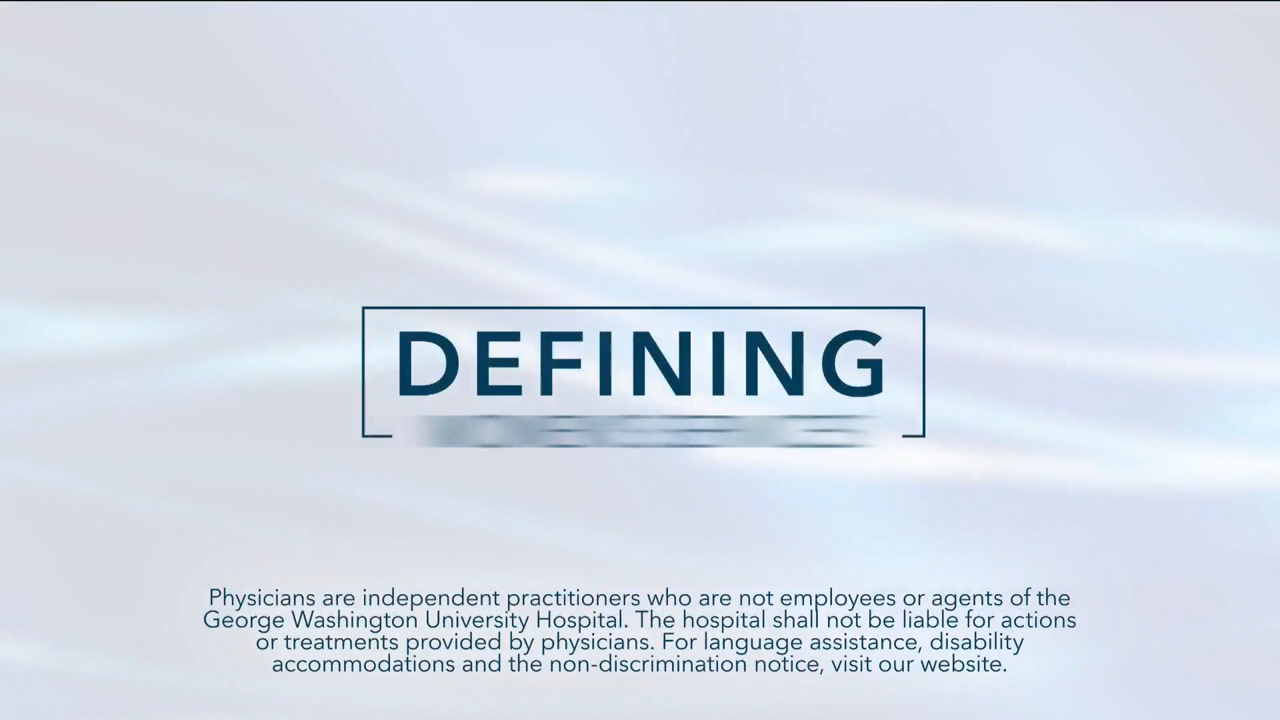 DEFINING
Physicians are independent practitioners who are not employees or agents of the
George Washington University Hospital. The hospital shall not be liable for actions
or treatments provided by physicians. For language assistance, disability
accommodations and the non-discrimination notice, visit our website.